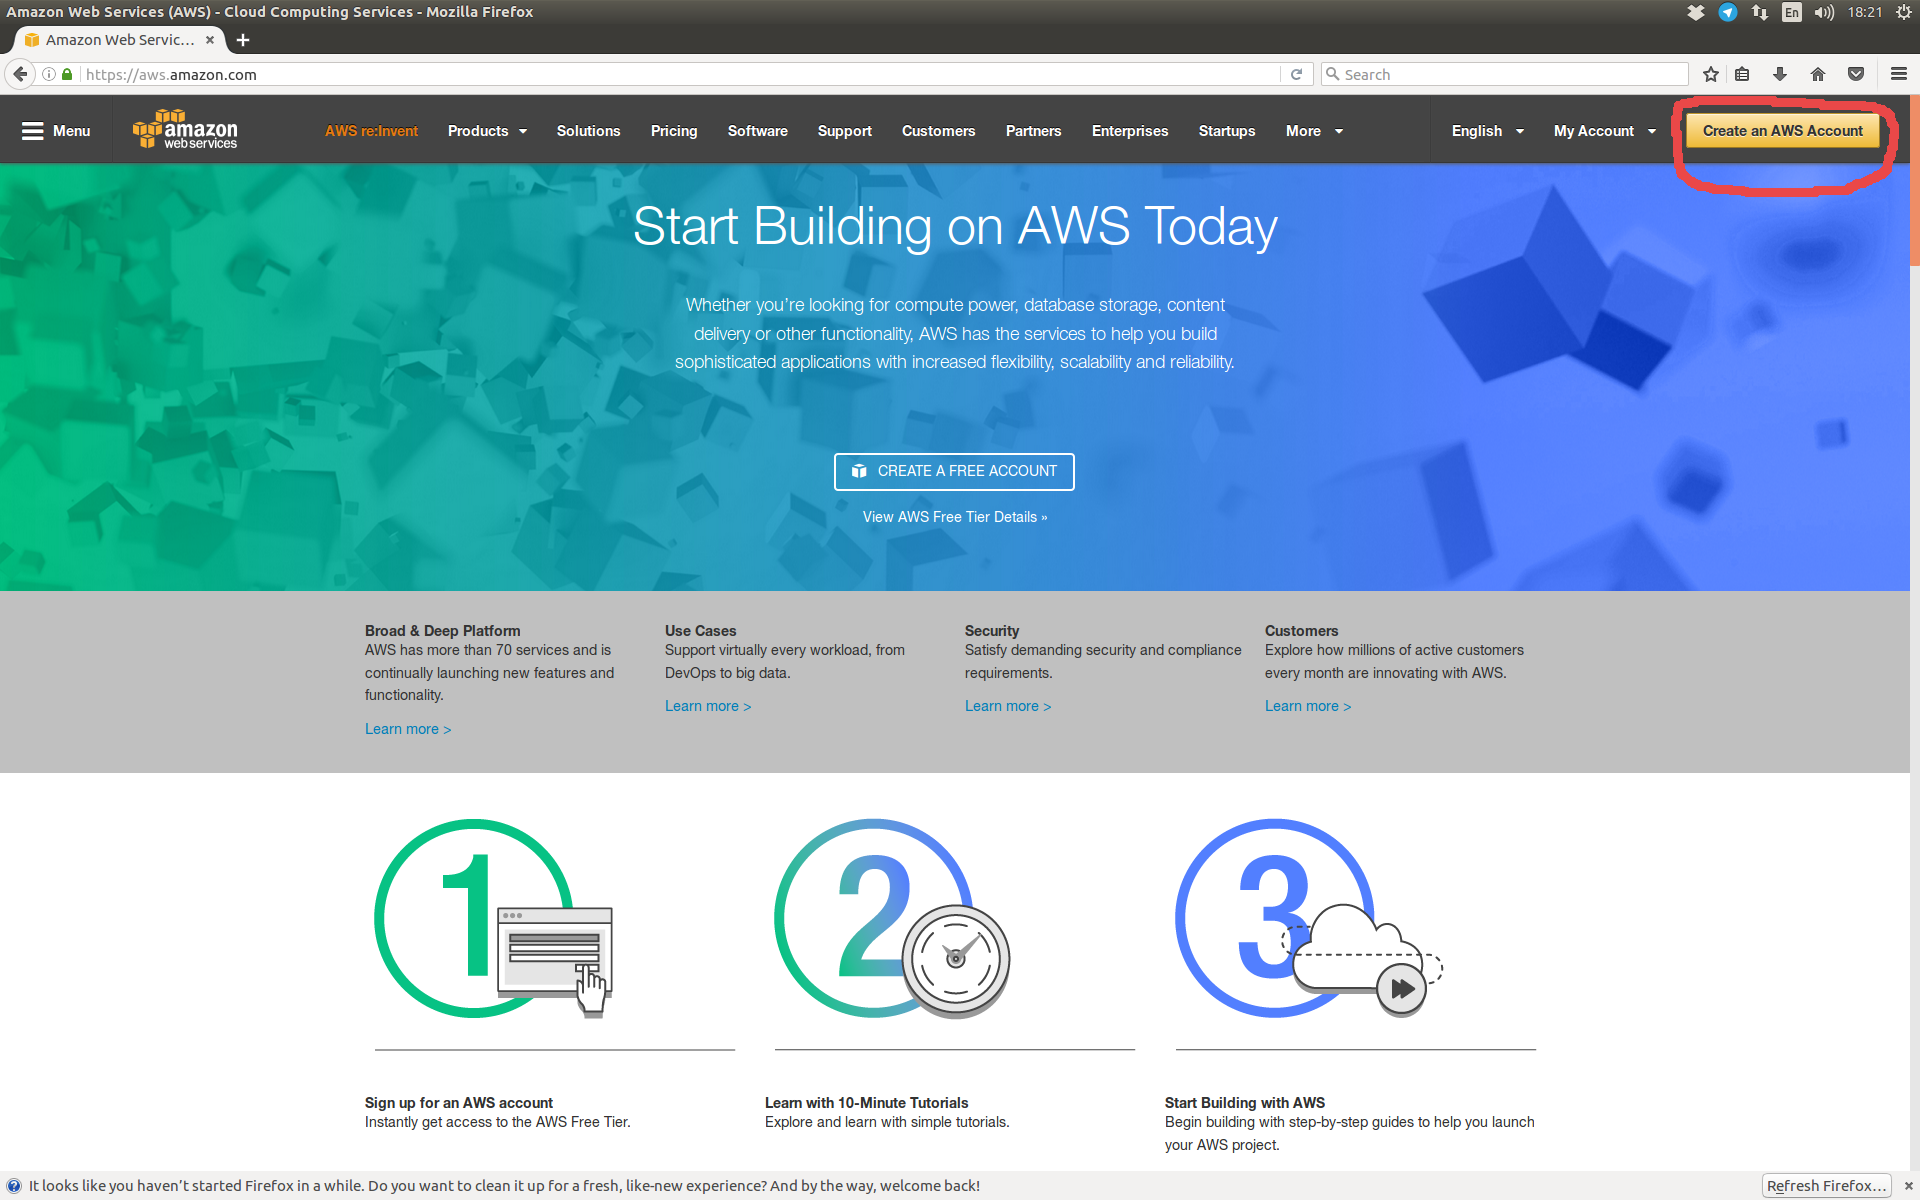 Amazon Web Services (AWS) - Cloud Computing Services - Mozilla Firefox
En
18:21
Amazon Web Servic...
https://aws.amazon.com
Search
Menu
amazon
web services
AWS re:Invent
Products
Solutions
Pricing
Software
Support
Customers
Partners
Enterprises
Startups
More
English
My Account
Create an AWS Account
Start Building on AWS Today
Whether you're looking for compute power, database storage, content
delivery or other functionality, AWS has the services to help you build
sophisticated applications with increased flexibility, scalability and reliability.
CREATE A FREE ACCOUNT
View AWS Free Tier Details »
Broad & Deep Platform
AWS has more than 70 services and is
continually launching new features and
functionality.
Learn more >
Use Cases
Support virtually every workload, from
DevOps to big data.
Learn more >
Security
Satisfy demanding security and compliance
requirements.
Learn more >
Customers
Explore how millions of active customers
every month are innovating with AWS.
Learn more >
1
2
3
Sign up for an AWS account
Instantly get access to the AWS Free Tier.
Learn with 10-Minute Tutorials
Explore and learn with simple tutorials.
Start Building with AWS
Begin building with step-by-step guides to help you launch
your AWS project.
It looks like you haven't started Firefox in a while. Do you want to clean it up for a fresh, like-new experience? And by the way, welcome back!
Refresh Firefox...